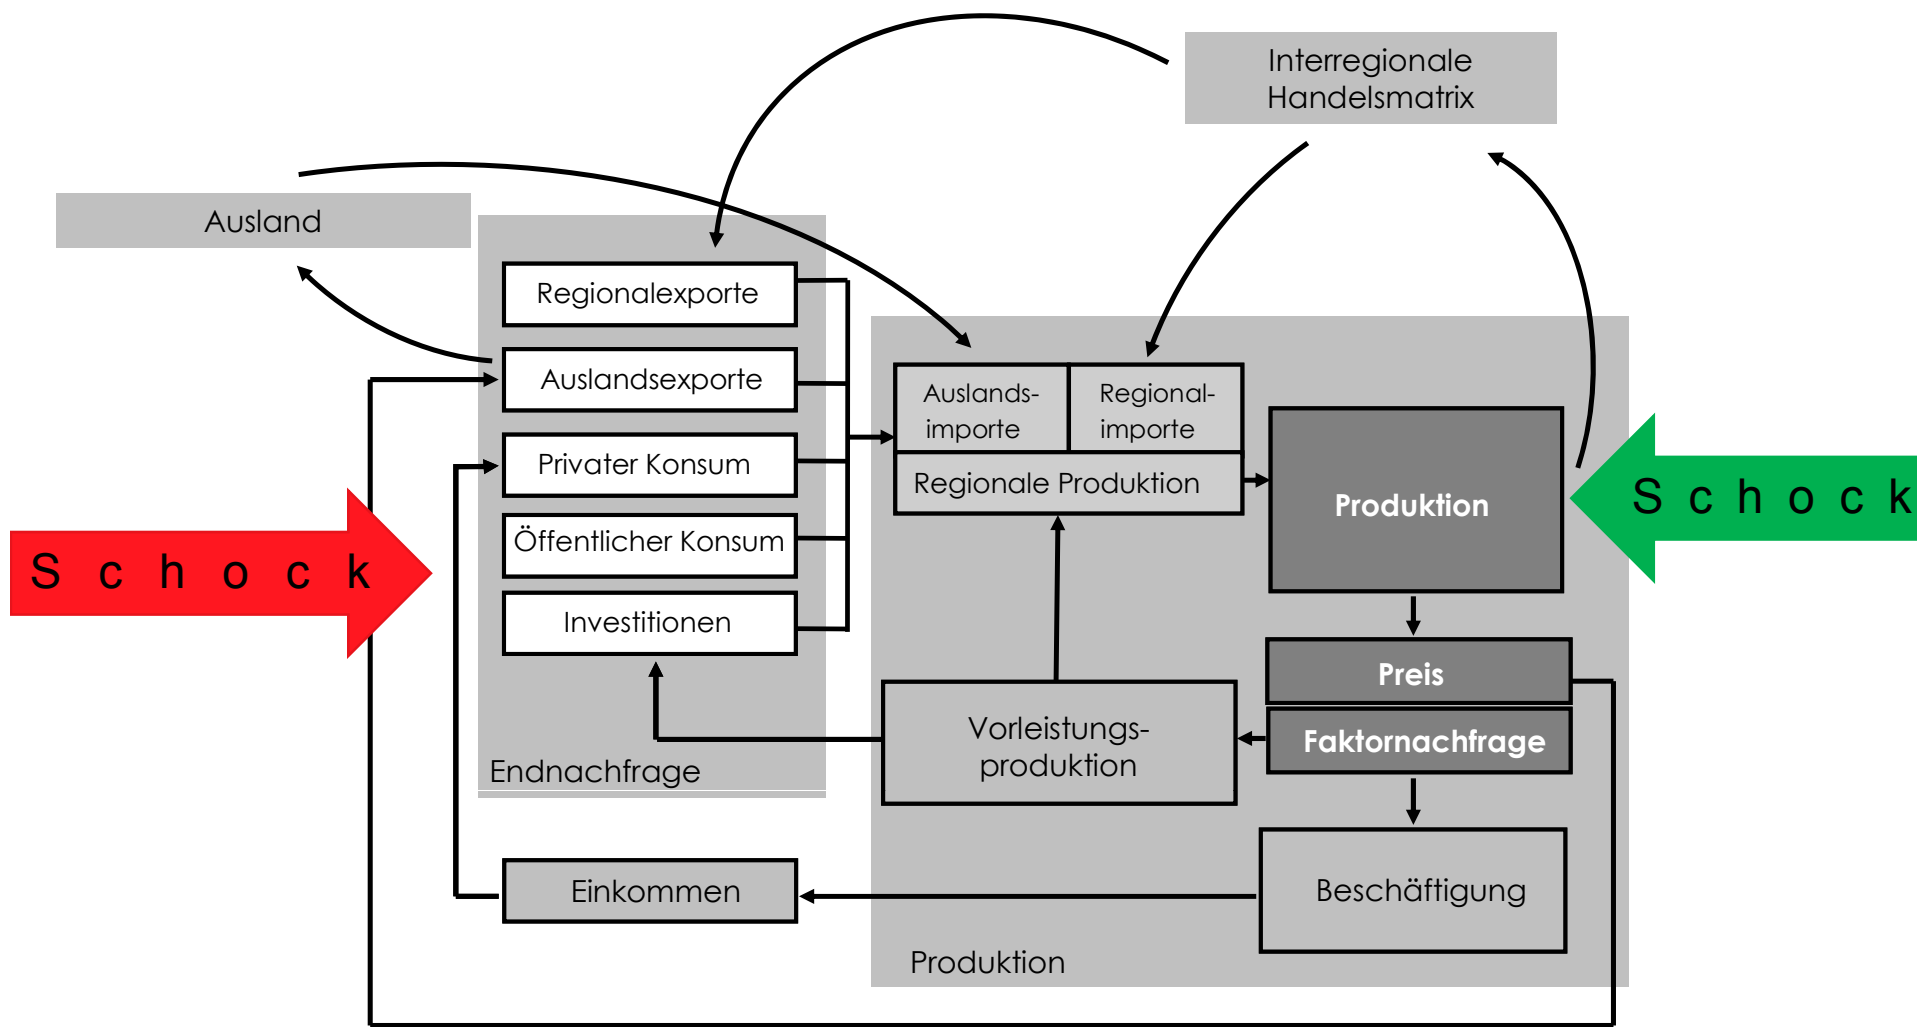 Interregionale
Handelsmatrix
Ausland
Regionalexporte
Auslandsexporte
Privater Konsum
Öffentlicher Konsum
Investitionen
Endnachfrage
Auslands-
importe
Regional-
importe
Regionale Produktion
Produktion
Preis
Faktornachfrage
Vorleistungs-
produktion
Beschäftigung
Einkommen
Produktion
S c h o c k
S c h o c k